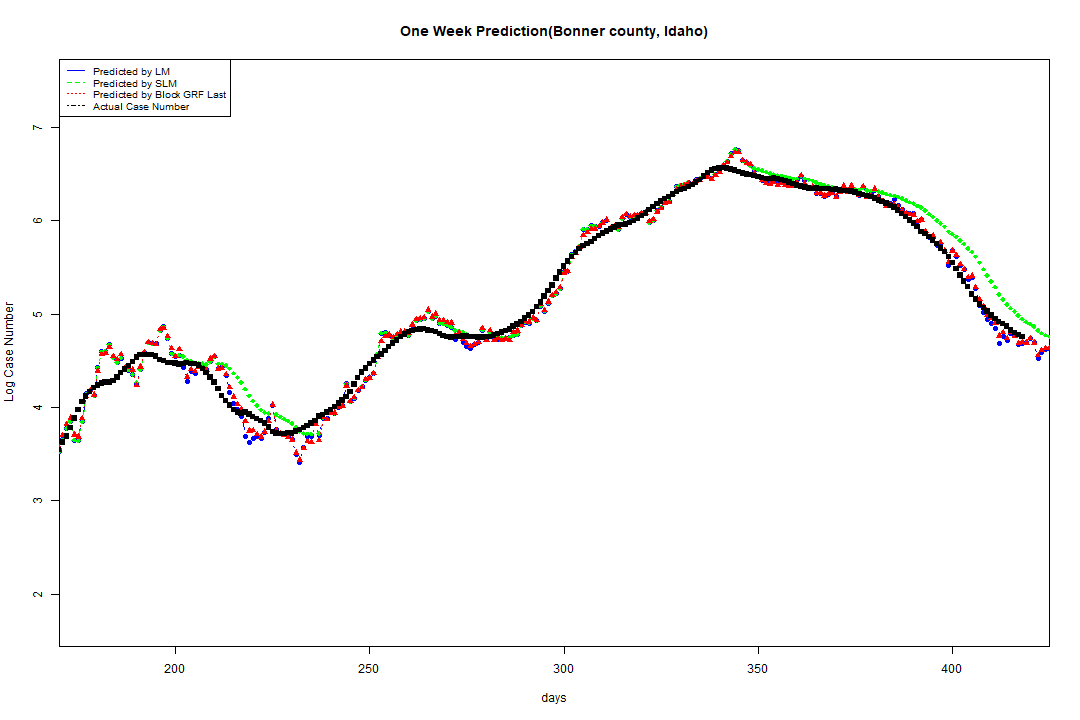 One Week Prediction(Bonner county, Idaho)
Predicted by LM
Predicted by SLM
Predicted by Block GRF Last
Actual Case Number
Log Case Number
7
6
5
4
3
2
200 250 300 350 400
days